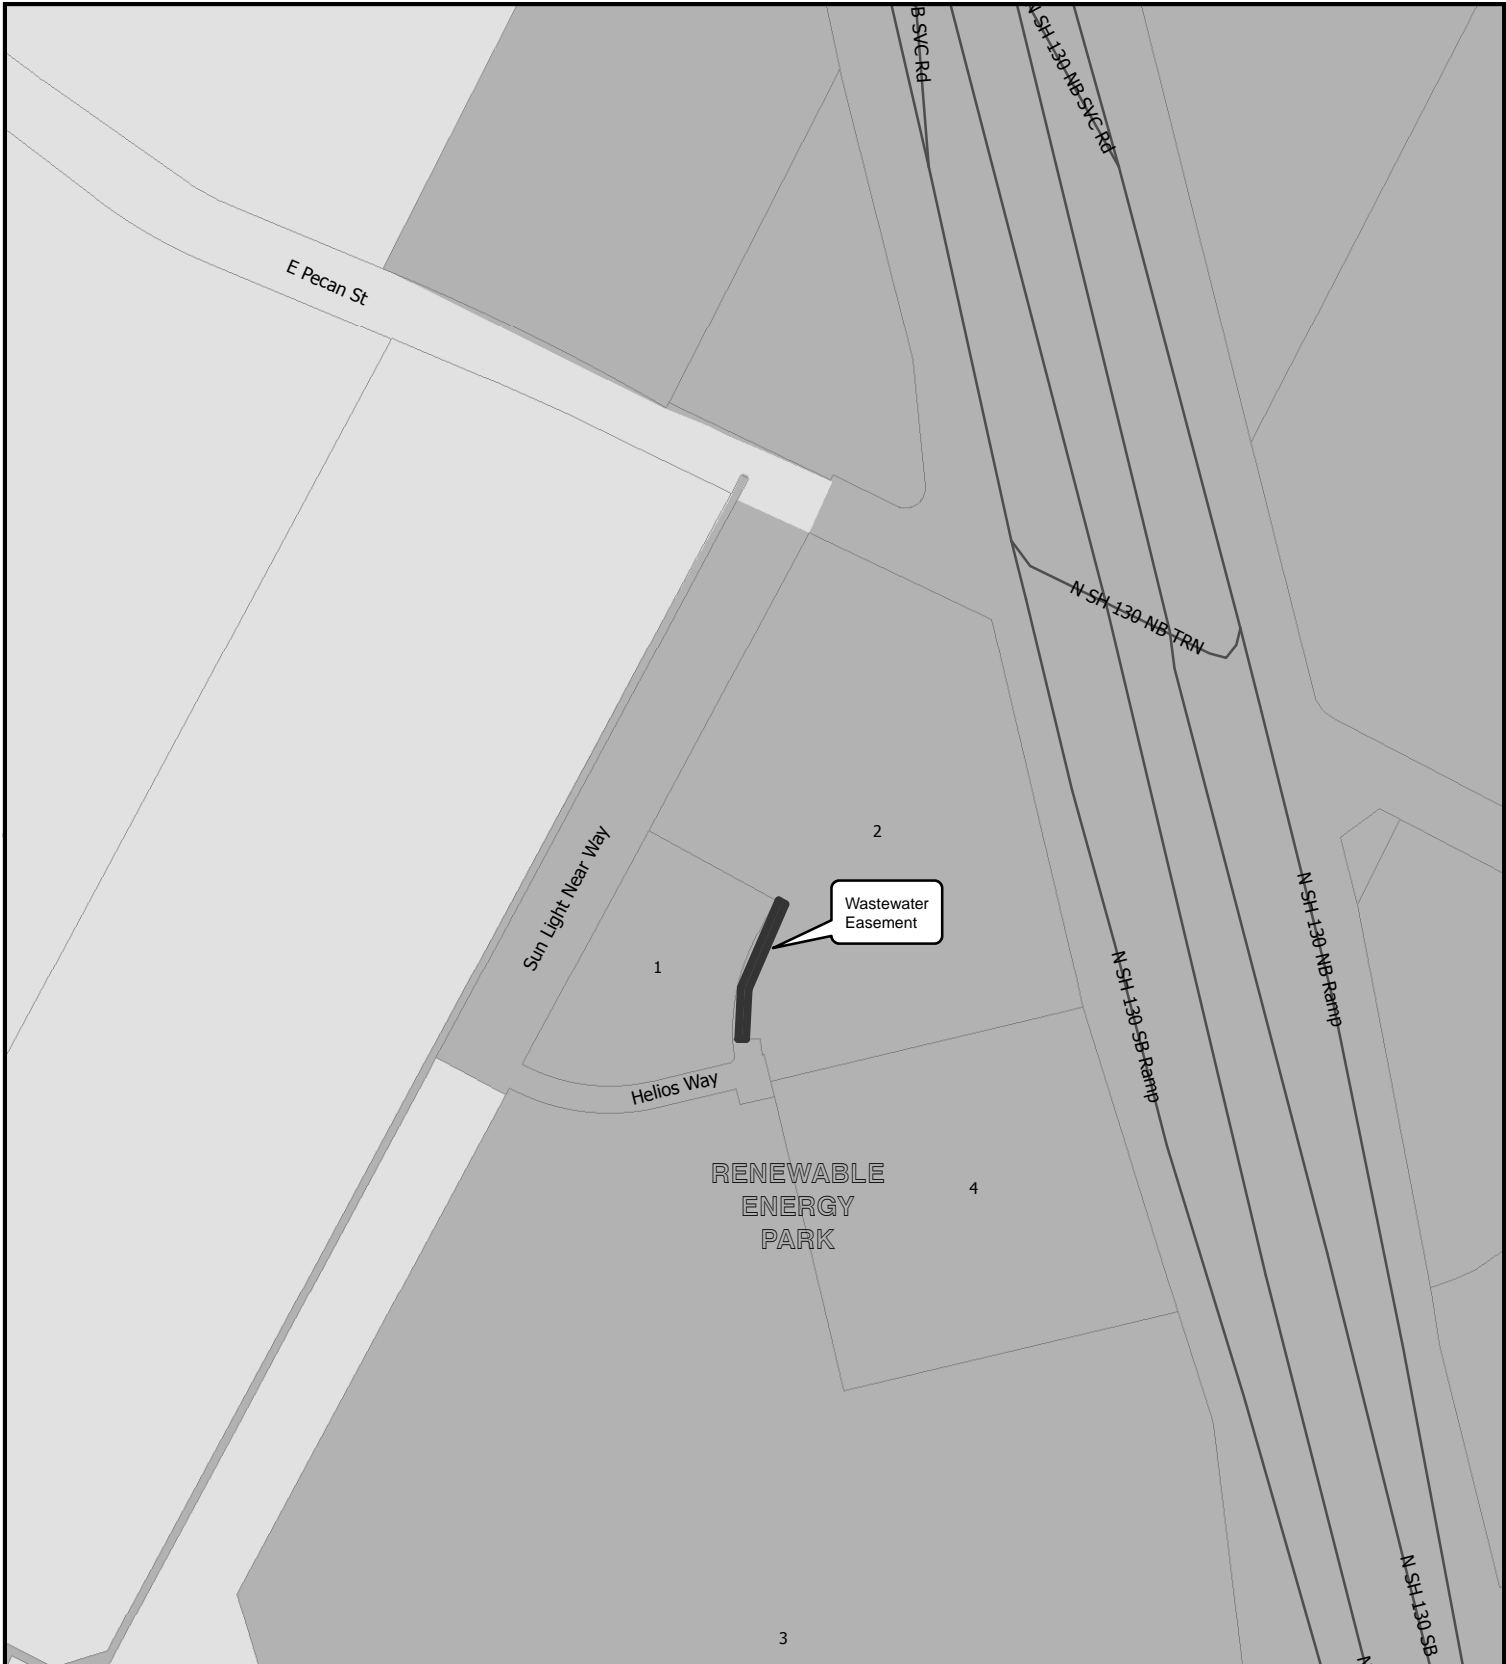 B SVC Rd
N SH 130 NB SVC Rd
E Pecan St
N SH 130 NB TRN
Sun Light Near Way
2
Wastewater
Easement
1
N SH 130 NB Ramp
N SH 130 SB Ramp
Helios Way
RENEWABLE
ENERGY
PARK
4
N SH 130 SB
3
N